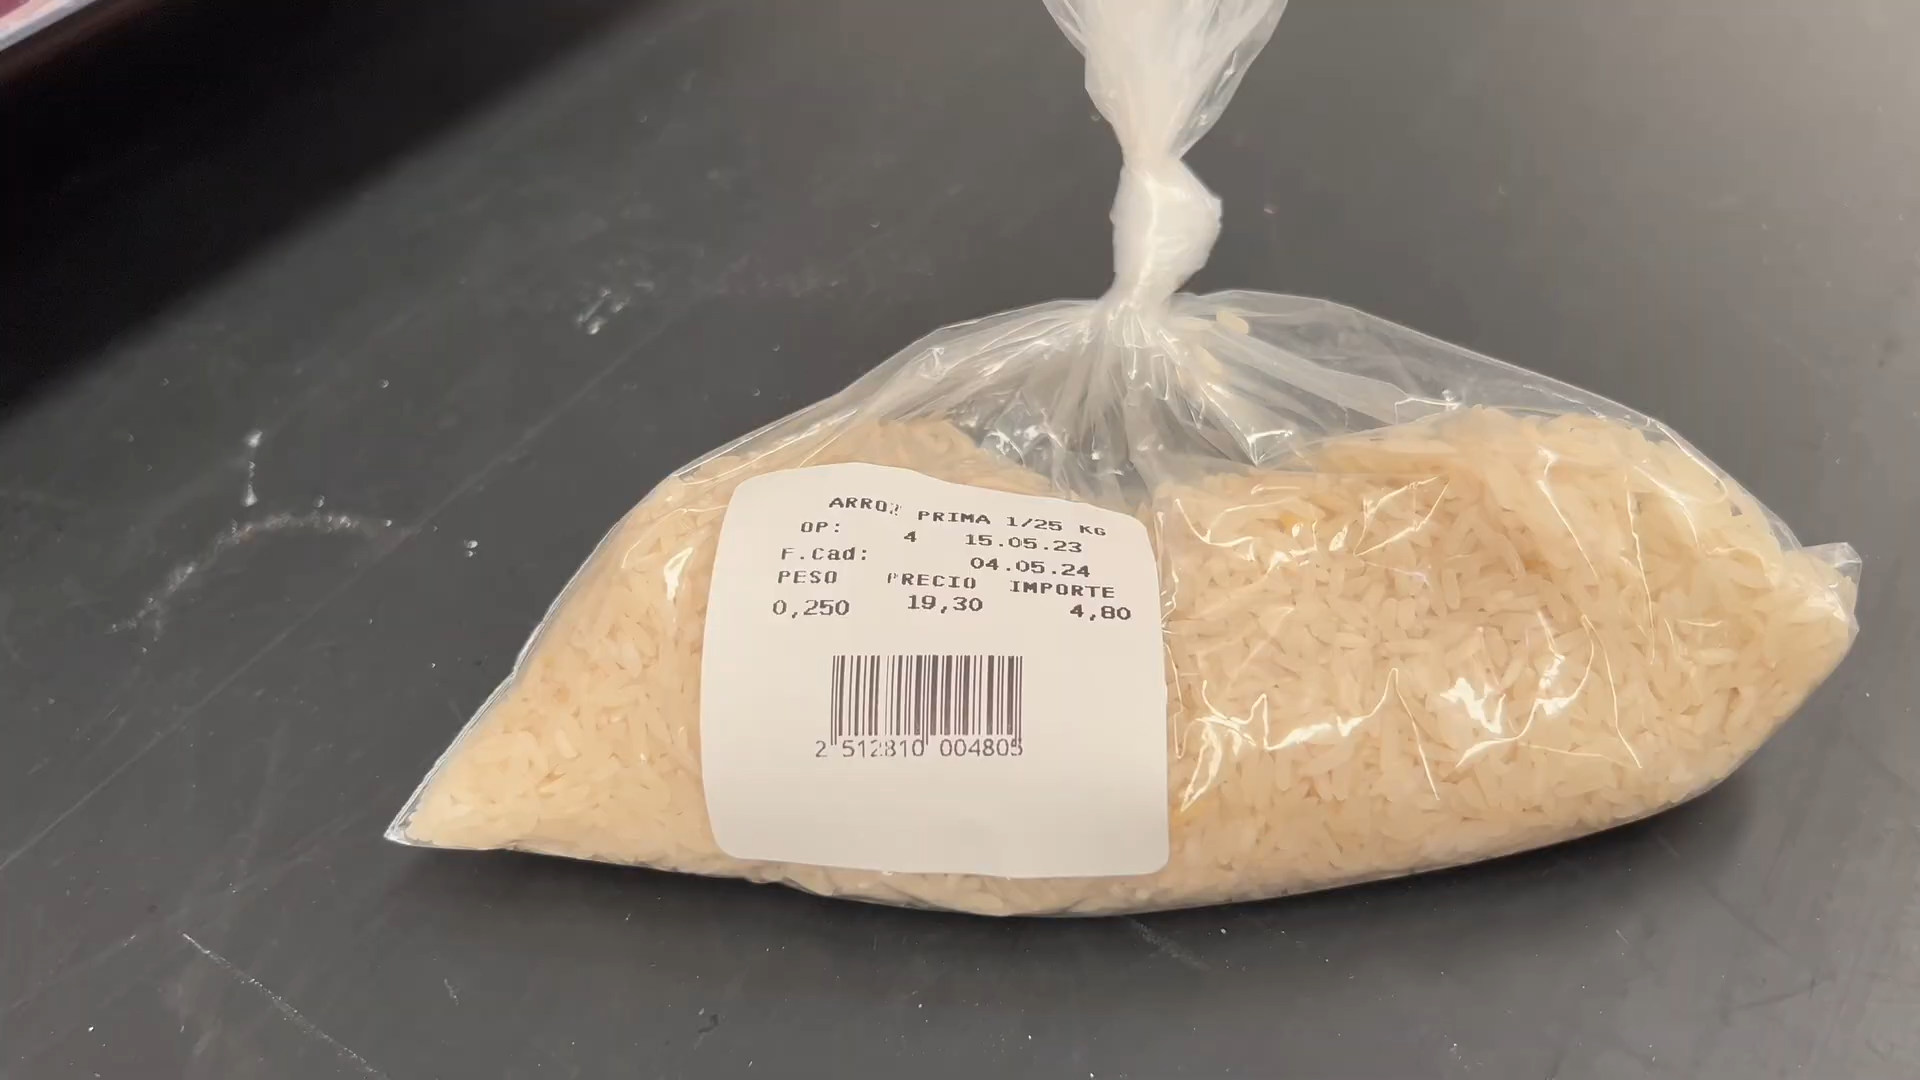 ARROZ PRIMA 1/25 KG
OP: 4 15.05.23
F.Cad: 04.05.24
PESO PRECIO IMPORTE
0,250 19,30 4,80
2 512810 004805